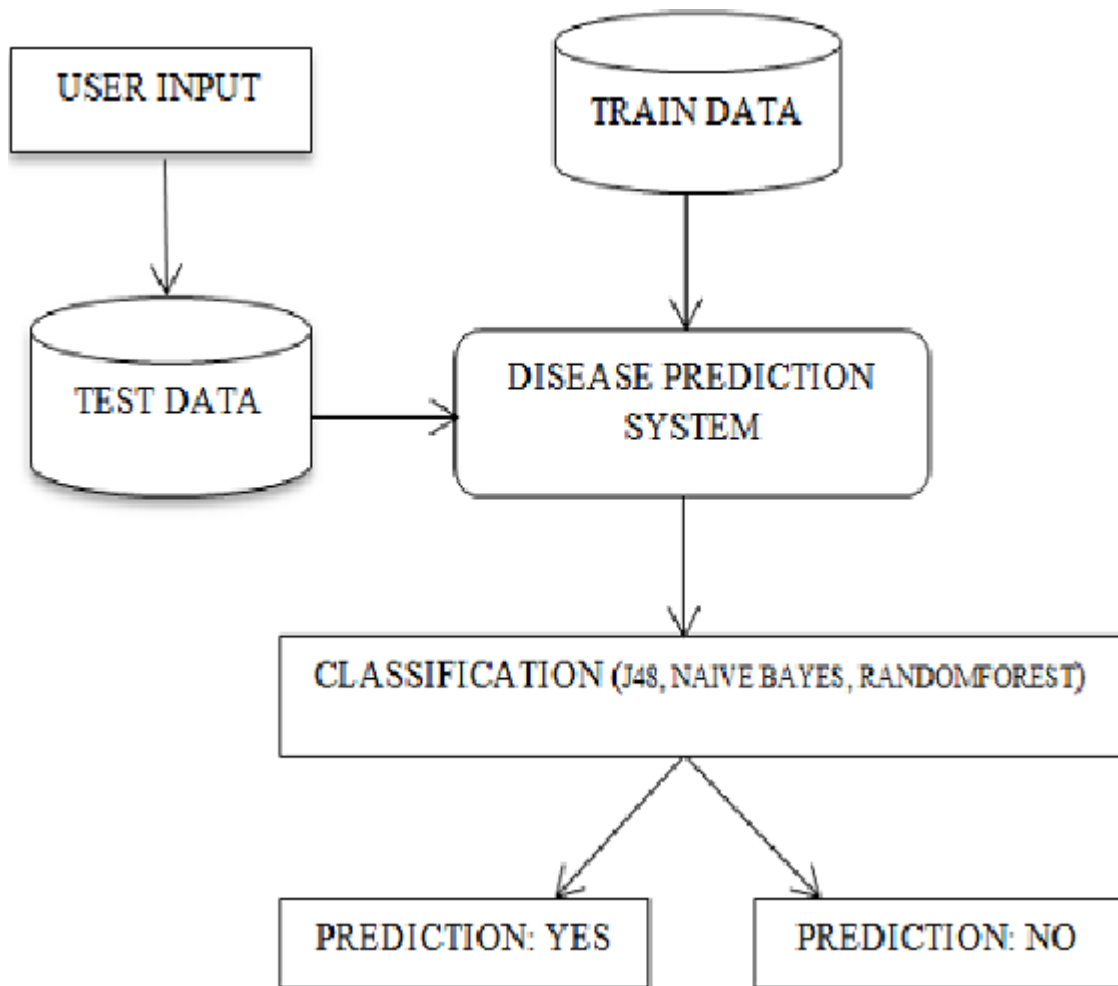 USER INPUT
TRAIN DATA
TEST DATA
DISEASE PREDICTION
SYSTEM
CLASSIFICATION (J48, NAIVE BAYES, RANDOMFOREST)
PREDICTION: YES
PREDICTION: NO